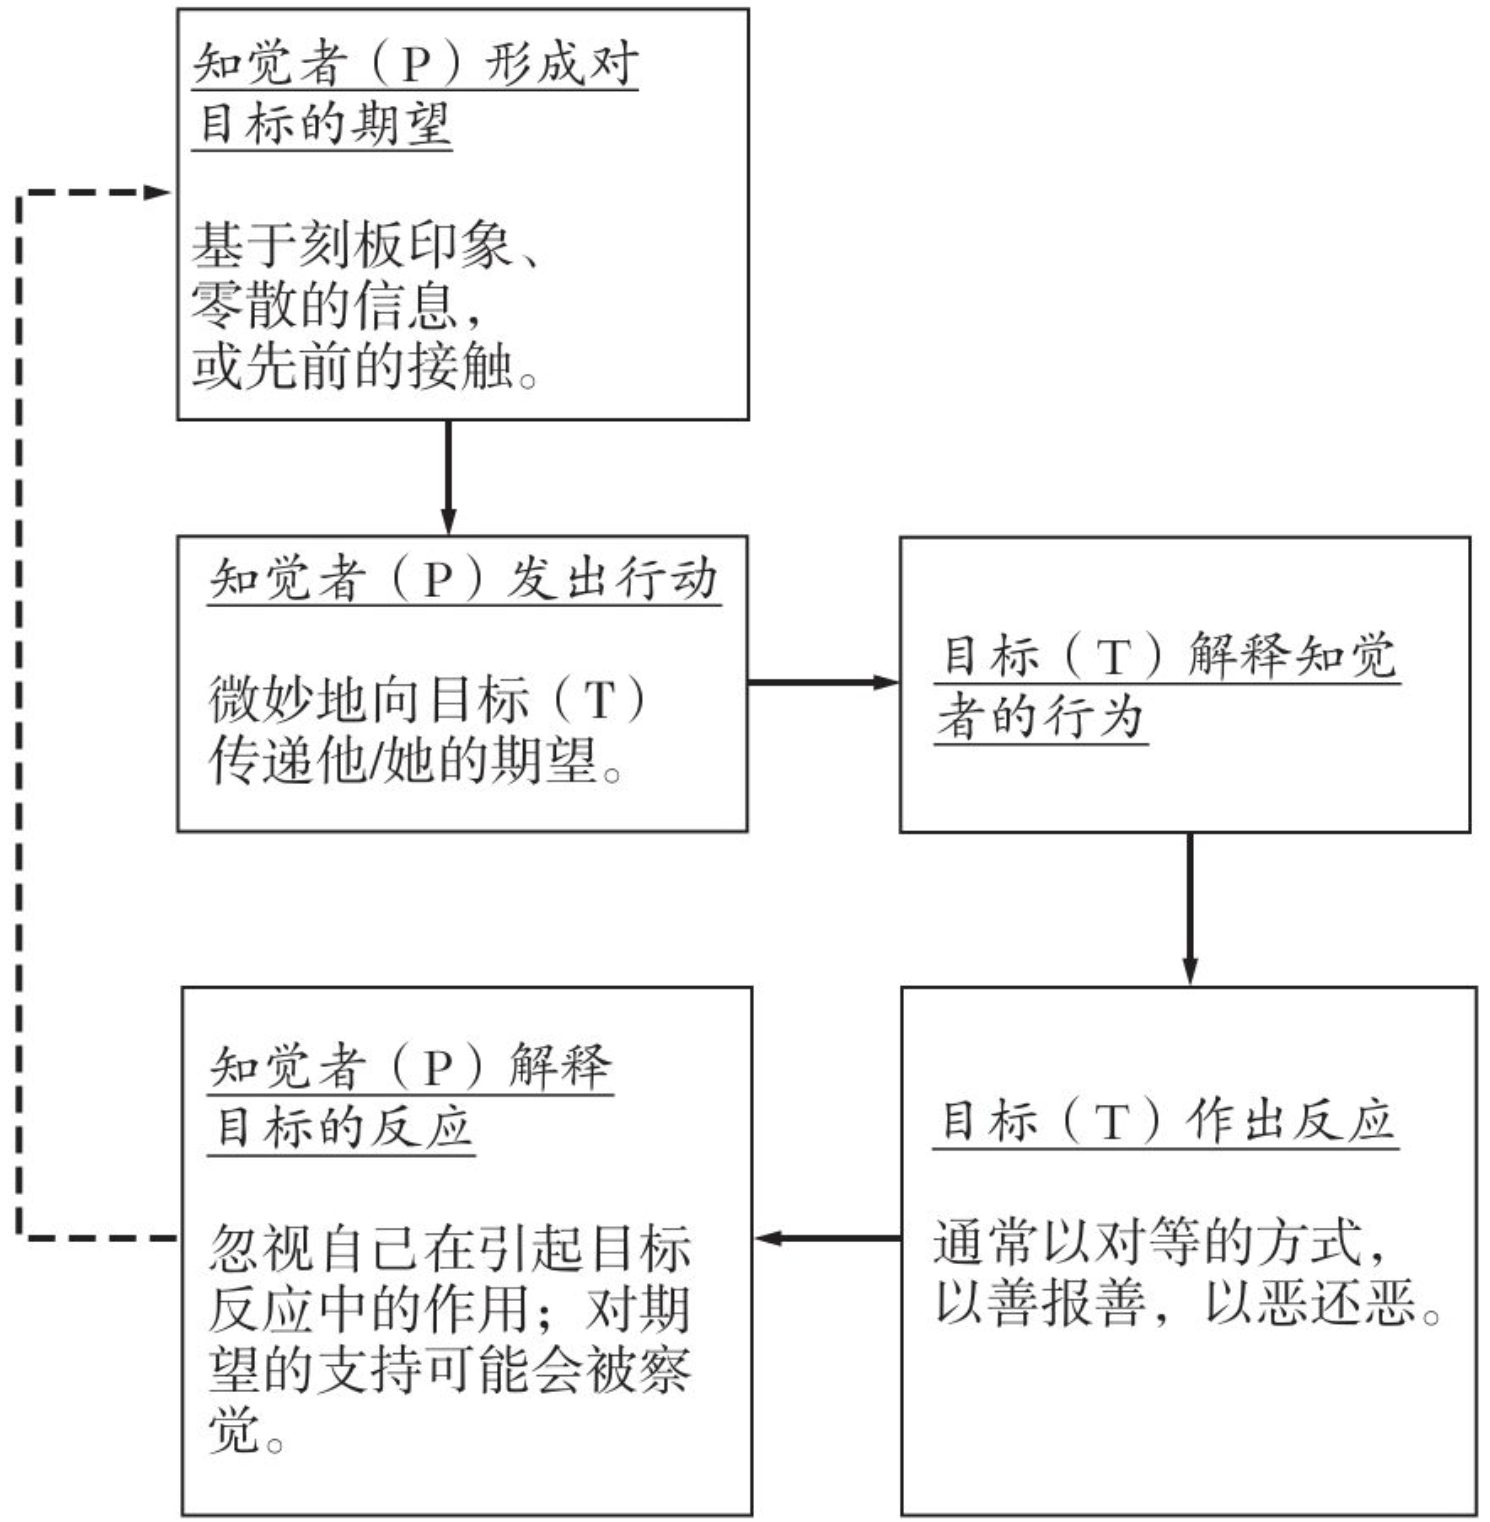 知觉者（P）形成对
目标的期望
基于刻板印象、
零散的信息，
或先前的接触。
知觉者（P）发出行动
微妙地向目标（T）
传递他/她的期望。
目标（T）解释知觉
者的行为
目标（T）作出反应
通常以对等的方式，
以善报善，以恶还恶。
知觉者（P）解释
目标的反应
忽视自己在引起目标
反应中的作用；对期
望的支持可能会被察
觉。